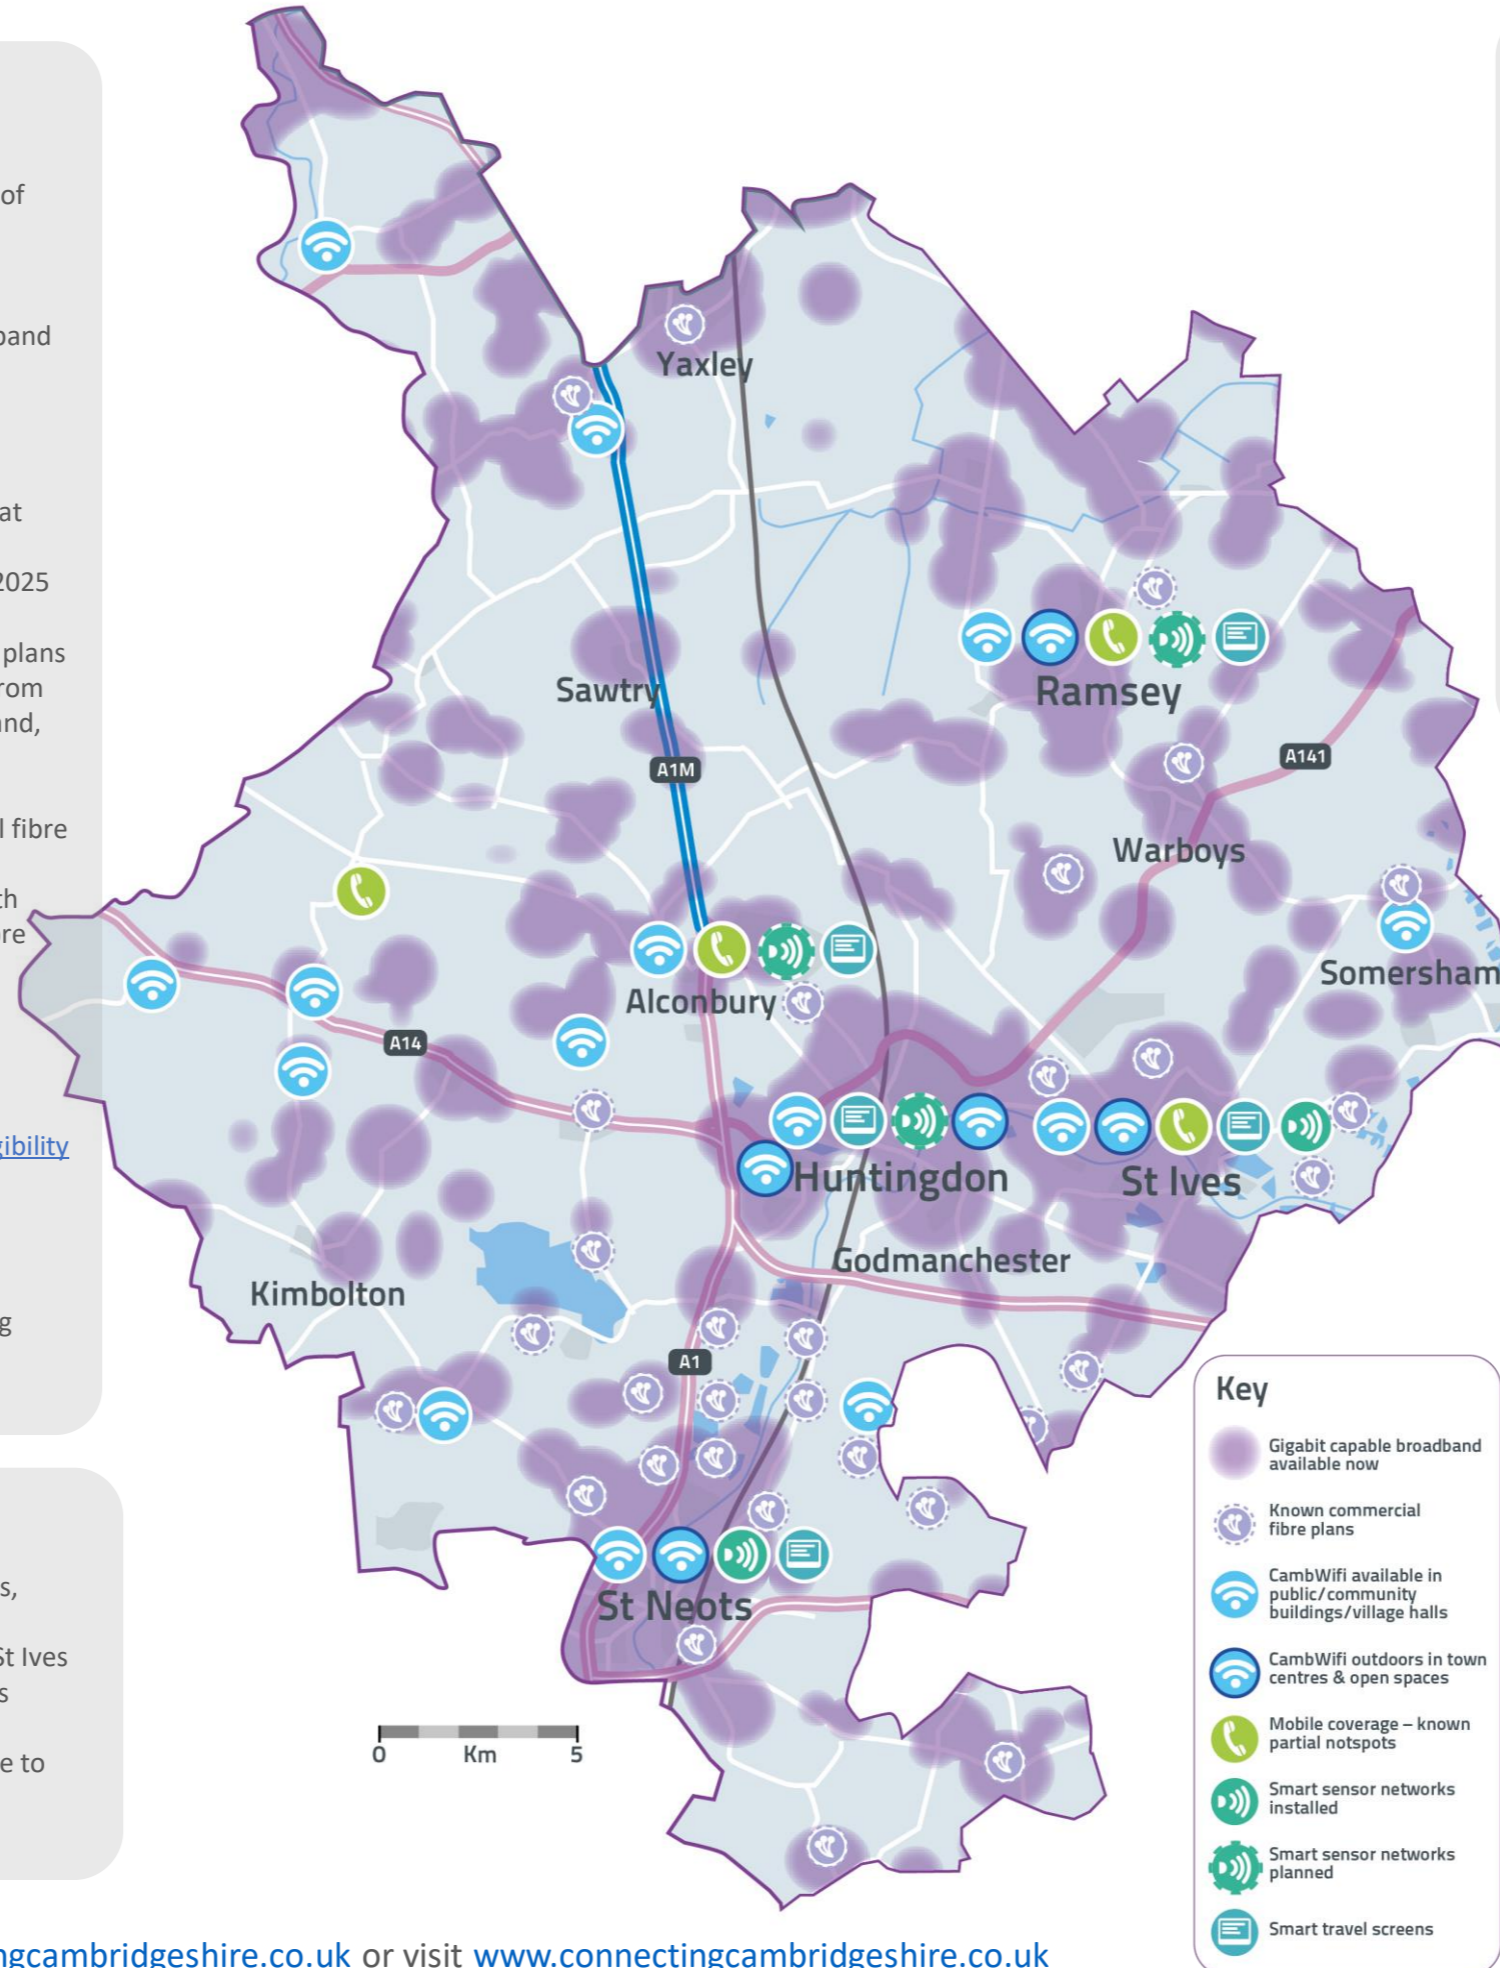 of
band
at
2025
plans
rom
and,
l fibre
th
re
gibility
g
s,
St Ives
s
e to
Yaxley
Sawtry
A1M
Ramsey
A141
Warboys
Somersham
Alconbury
A14
Huntingdon
St Ives
Godmanchester
Kimbolton
A1
St Neots
0 Km 5
Key
Gigabit capable broadband
available now
Known commercial
fibre plans
CambWifi available in
public/community
buildings/village halls
CambWifi outdoors in town
centres & open spaces
Mobile coverage – known
partial notspots
Smart sensor networks
installed
Smart sensor networks
planned
Smart travel screens
ngcambridgeshire.co.uk or visit www.connectingcambridgeshire.co.uk